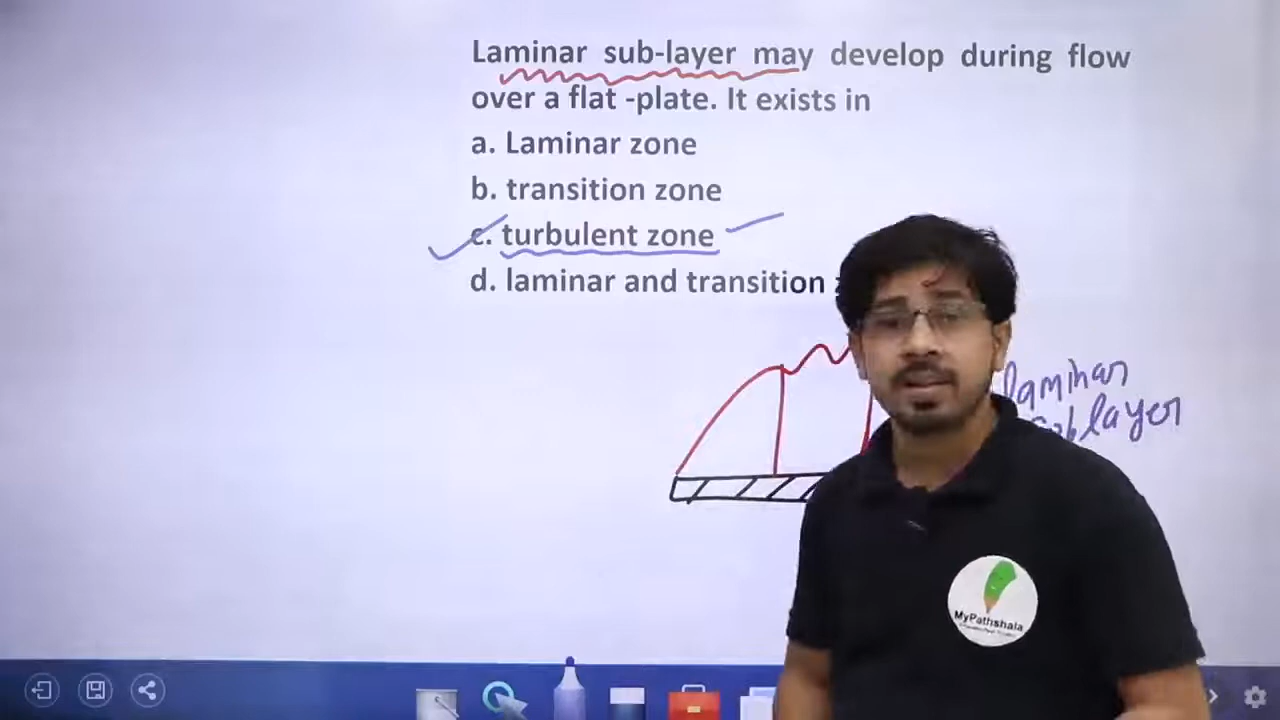 Laminar sub-layer may develop during flow
over a flat -plate. It exists in
a. Laminar zone
b. transition zone
c. turbulent zone
d. laminar and transition
laminar
sublayer
MyPathshala